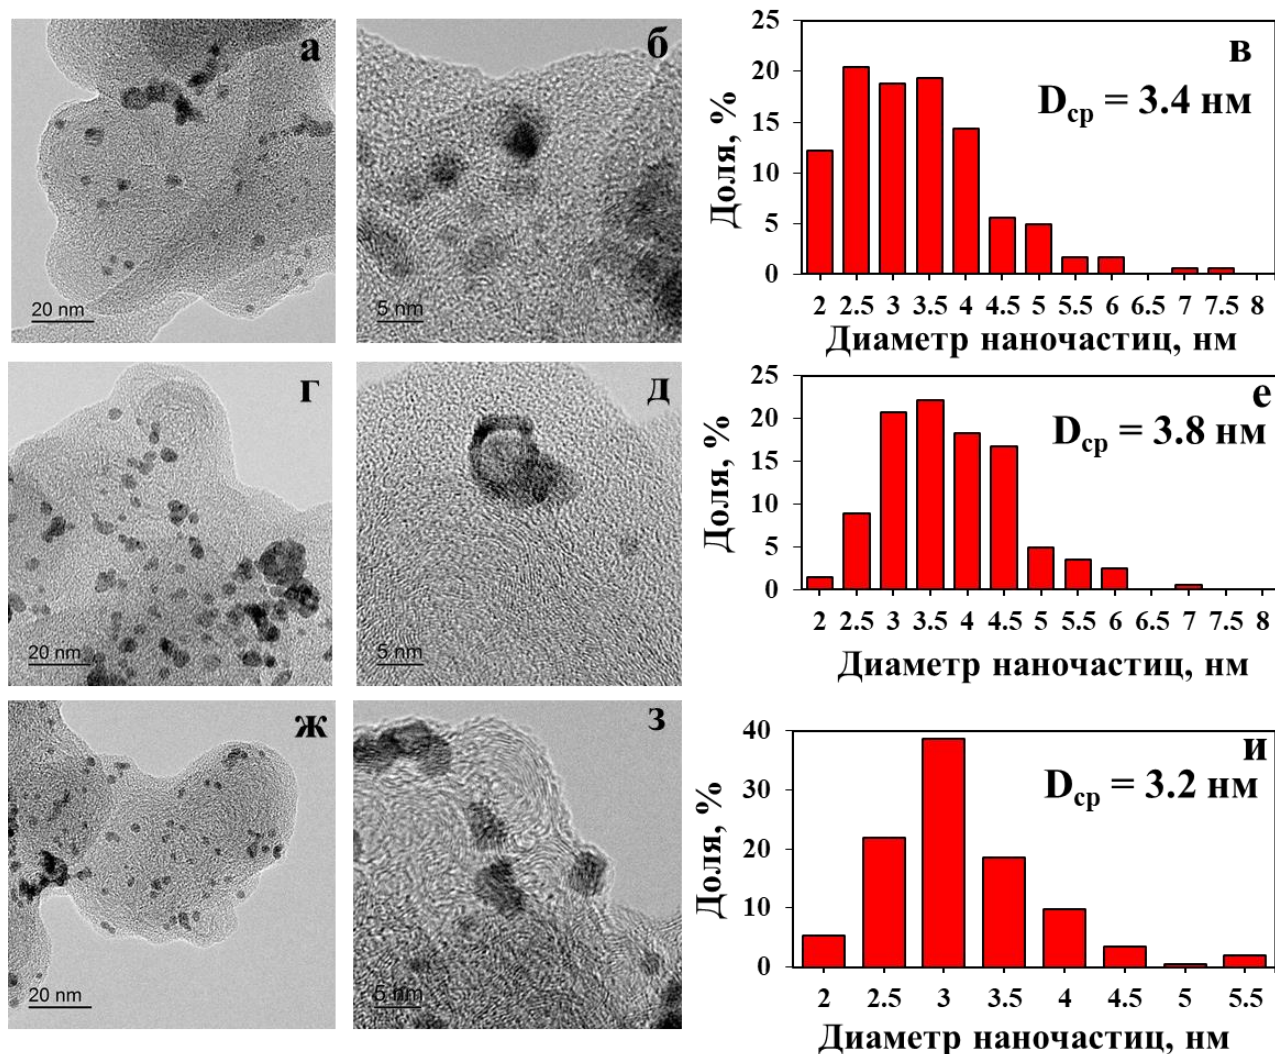 а
20 nm
б
5 nm
в
D_ср = 3.4 нм
Доля, %
25
20
15
10
5
0
2 2.5 3 3.5 4 4.5 5 5.5 6 6.5 7 7.5 8
Диаметр наночастиц, нм
г
20 nm
д
5 nm
е
D_ср = 3.8 нм
Доля, %
25
20
15
10
5
0
2 2.5 3 3.5 4 4.5 5 5.5 6 6.5 7 7.5 8
Диаметр наночастиц, нм
ж
20 nm
з
5 nm
и
D_ср = 3.2 нм
Доля, %
40
30
20
10
0
2 2.5 3 3.5 4 4.5 5 5.5
Диаметр наночастиц, нм